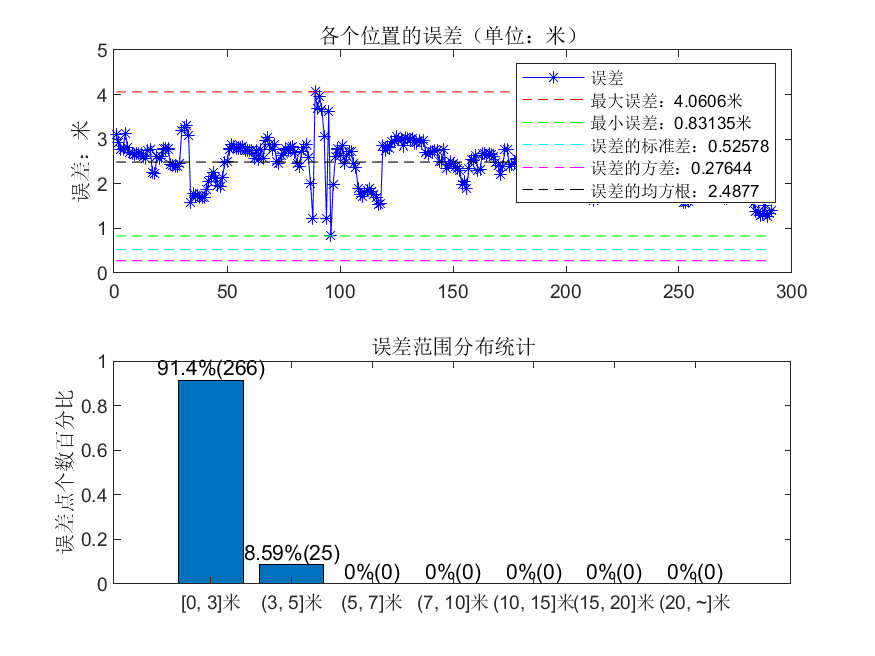 各个位置的误差（单位：米）
误差：米
5
4
3
2
1
0
0 50 100 150 200 250 300
误差
最大误差：4.0606米
最小误差：0.83135米
误差的标准差：0.52578
误差的方差：0.27644
误差的均方根：2.4877
误差范围分布统计
误差点个数百分比
1
0.8
0.6
0.4
0.2
0
91.4%(266)
8.59%(25)
0%(0) 0%(0) 0%(0) 0%(0) 0%(0)
[0, 3]米 (3, 5]米 (5, 7]米 (7, 10]米 (10, 15]米 (15, 20]米 (20, ~]米